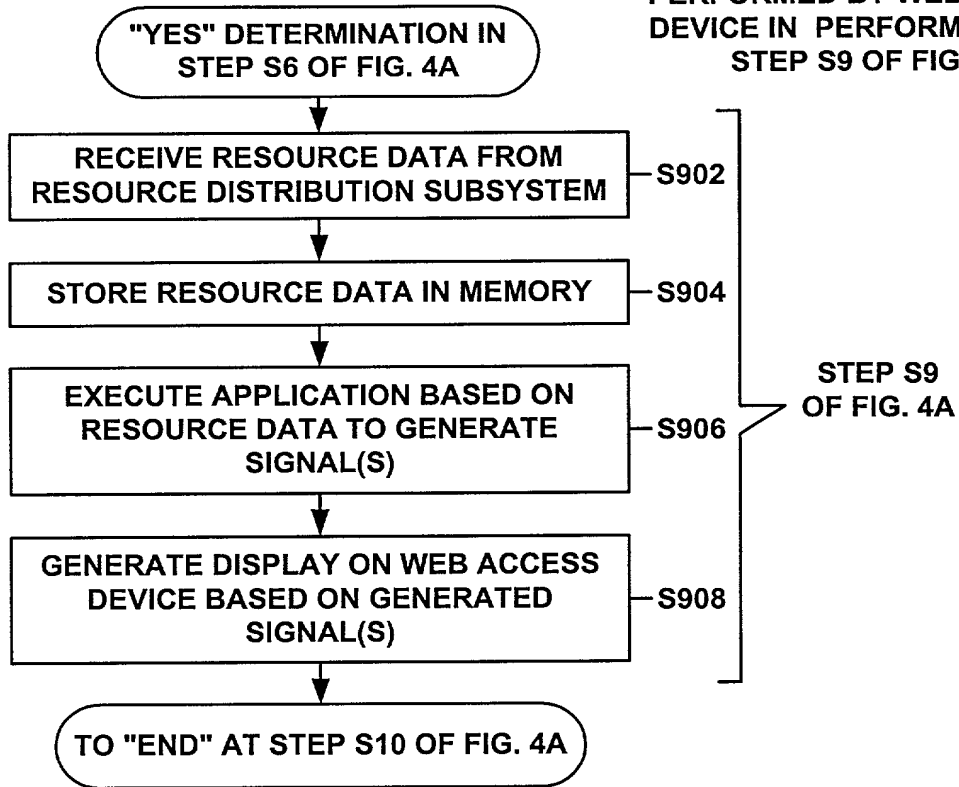 "YES" DETERMINATION IN
STEP S6 OF FIG. 4A
DEVICE IN PERFORM
STEP S9 OF FIG
RECEIVE RESOURCE DATA FROM
RESOURCE DISTRIBUTION SUBSYSTEM
S902
STORE RESOURCE DATA IN MEMORY
S904
EXECUTE APPLICATION BASED ON
RESOURCE DATA TO GENERATE
SIGNAL(S)
S906
STEP S9
OF FIG. 4A
GENERATE DISPLAY ON WEB ACCESS
DEVICE BASED ON GENERATED
SIGNAL(S)
S908
TO "END" AT STEP S10 OF FIG. 4A